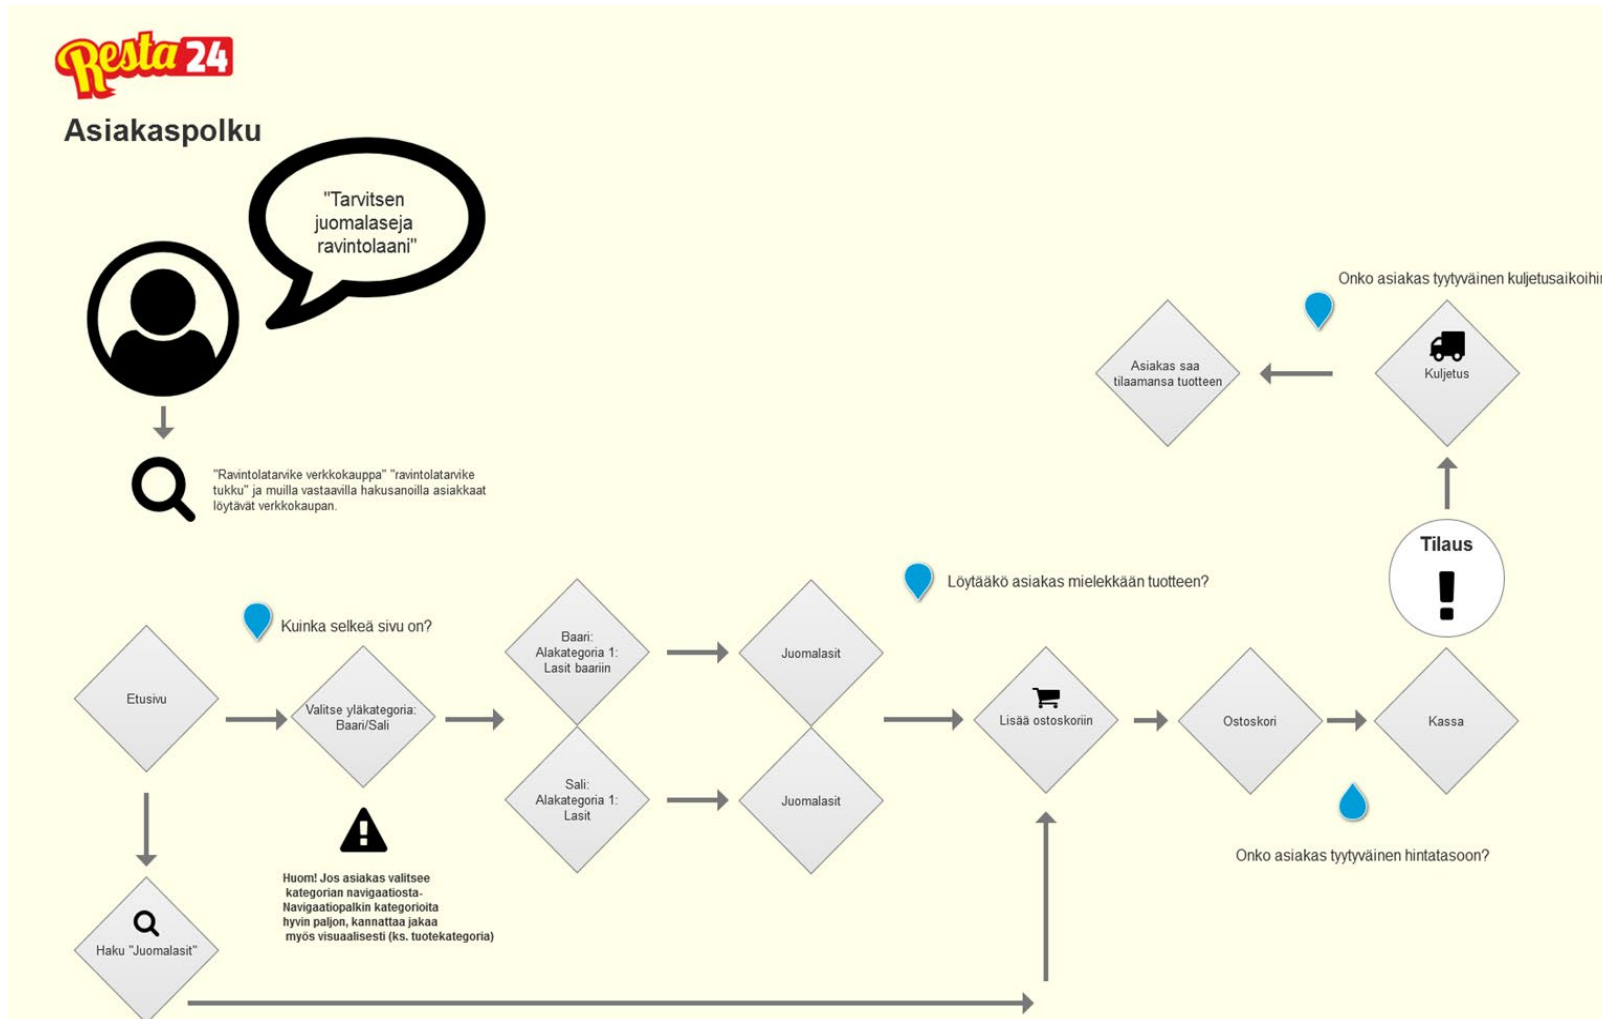 Resta 24
Asiakaspolku
"Tarvitsen
juomalaseja
ravintolaani"
"Ravintolatarvike verkkokauppa" "ravintolatarvike
tukku" ja muilla vastaavilla hakusanoilla asiakkaat
löytävät verkkokaupan.
Onko asiakas tyytyväinen kuljetusaikoihin
Asiakas saa
tilaamansa tuotteen
Kuljetus
Tilaus
!
Löytääkö asiakas mielekkään tuotteen?
Kuinka selkeä sivu on?
Etusivu
Valitse yläkategoria:
Baari/Sali
Baari:
Alakategoria 1:
Lasit baariin
Juomalasit
Sali:
Alakategoria 1:
Lasit
Juomalasit
Lisää ostoskoriin
Ostoskori
Kassa
Onko asiakas tyytyväinen hintatasoon?
Huom! Jos asiakas valitsee
kategorian navigaatiosta-
Navigaatiopalkin kategorioita
hyvin paljon, kannattaa jakaa
myös visuaalisesti (ks. tuotekategoria)
Haku "Juomalasit"